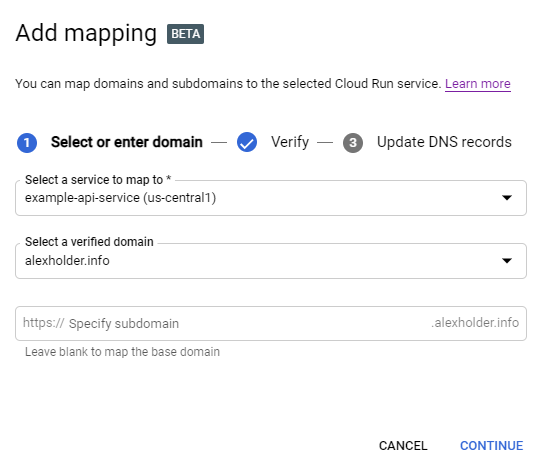 Add mapping BETA
You can map domains and subdomains to the selected Cloud Run service. Learn more
1 Select or enter domain — Verify — 3 Update DNS records
Select a service to map to *
example-api-service (us-central1)
Select a verified domain
alexholder.info
https:// Specify subdomain .alexholder.info
Leave blank to map the base domain
CANCEL CONTINUE